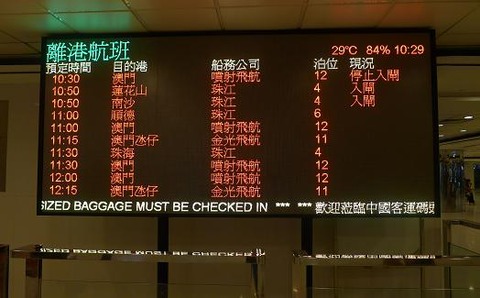 離港航班 29°C 84% 10:29
預定時間 目的港 船務公司 泊位 現況
10:30 澳門 噴射飛航 12 停止入閘
10:50 蓮花山 珠江 4 入閘
10:50 南沙 珠江 4 入閘
11:00 順德 珠江 6
11:00 澳門 噴射飛航 12
11:15 澳門氹仔 金光飛航 11
11:30 珠海 珠江 4
11:30 澳門 噴射飛航 12
12:00 澳門 噴射飛航 12
12:15 澳門氹仔 金光飛航 11
SIZED BAGGAGE MUST BE CHECKED IN *** *** 歡迎蒞臨中國客運碼頭